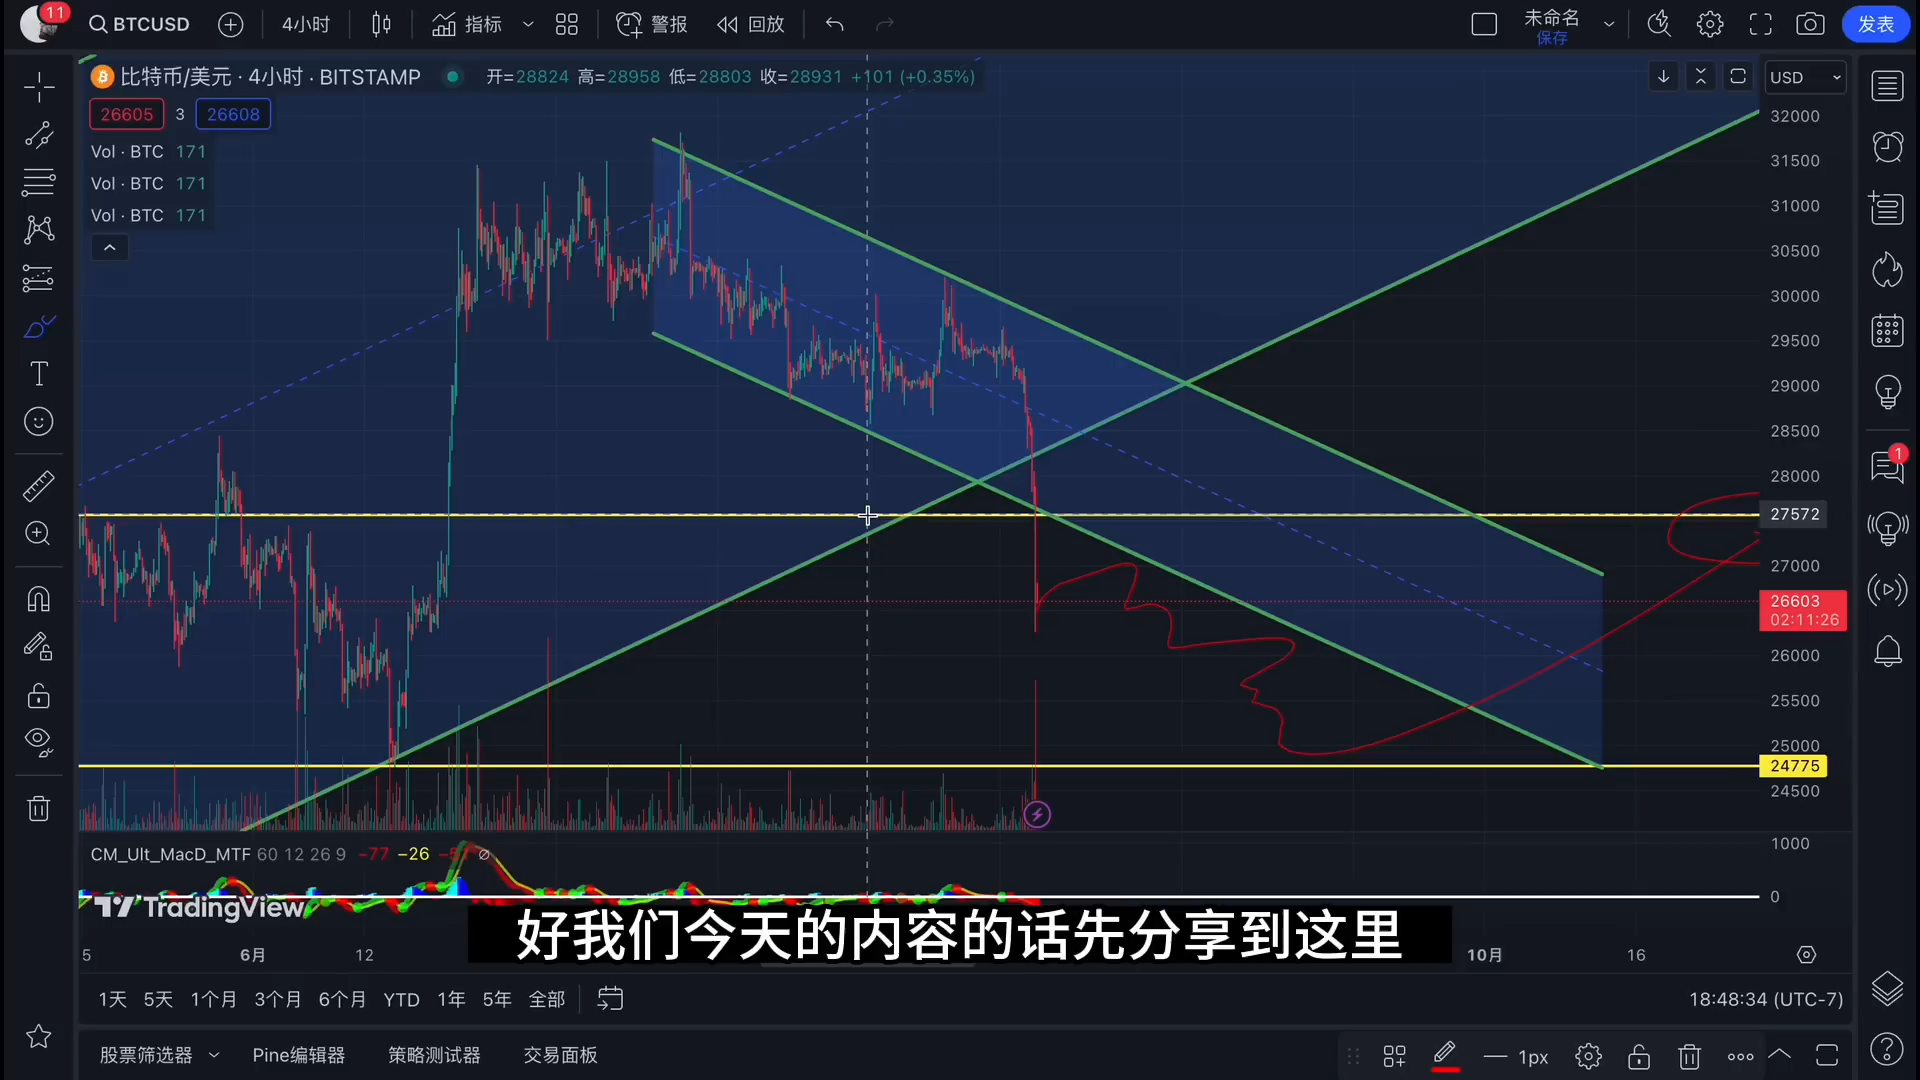 11
BTCUSD
4小时
指标
警报
回放
未命名
保存
发表
比特币/美元 · 4小时 · BITSTAMP
开=28824 高=28958 低=28803 收=28931 +101 (+0.35%)
USD
26605 3 26608
Vol · BTC 171
Vol · BTC 171
Vol · BTC 171
32000
31500
31000
30500
30000
29500
29000
28500
28000
27572
27000
26603
02:11:26
26000
25500
25000
24775
24500
1
CM_Ult_MacD_MTF 60 12 26 9 −77 −26
1000
0
TradingView
好我们今天的内容的话先分享到这里
5 6月 12 10月 16
1天 5天 1个月 3个月 6个月 YTD 1年 5年 全部
18:48:34 (UTC-7)
股票筛选器 Pine编辑器 策略测试器 交易面板
1px